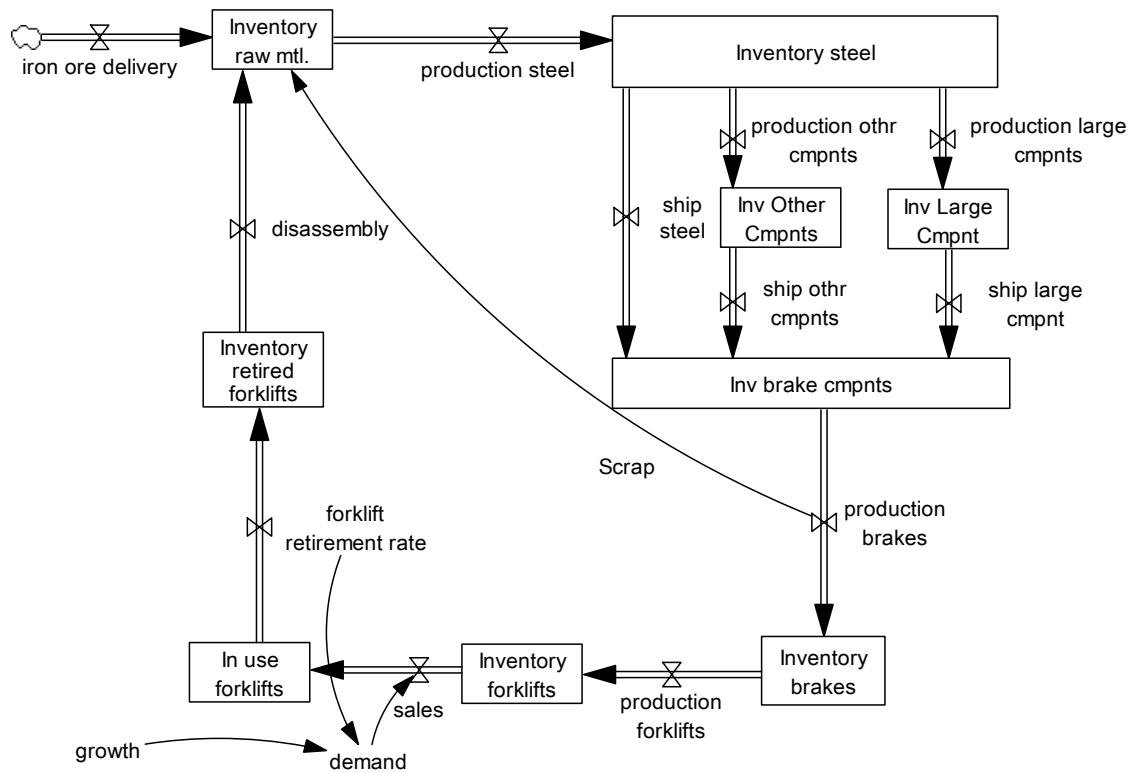 Inventory
raw mtl.
iron ore delivery
production steel
Inventory steel
production othr
cmpnts
production large
cmpnts
ship
steel
Inv Other
Cmpnts
Inv Large
Cmpnt
disassembly
ship othr
cmpnts
ship large
cmpnt
Inventory
retired
forklifts
Inv brake cmpnts
Scrap
forklift
retirement rate
production
brakes
In use
forklifts
Inventory
forklifts
Inventory
brakes
sales
production
forklifts
growth
demand